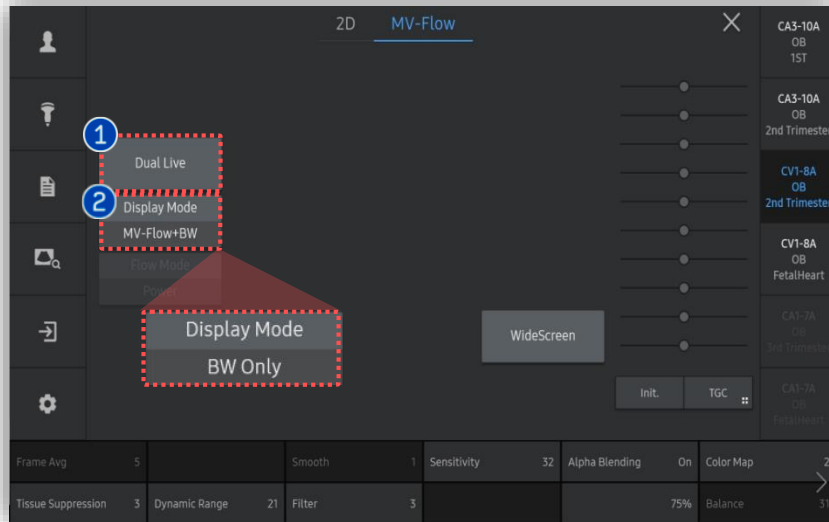 2D MV-Flow
CA3-10A
OB
1ST
CA3-10A
OB
2nd Trimester
1
Dual Live
CV1-8A
OB
2nd Trimester
2
Display Mode
MV-Flow+BW
CV1-8A
OB
FetalHeart
Flow Mode
Power
Display Mode
BW Only
WideScreen
CA1-7A
OB
3rd Trimester
Init. TGC
CA1-7A
OB
FetalHeart
Frame Avg 5 Smooth 1 Sensitivity 32 Alpha Blending On Color Map 2
Tissue Suppression 3 Dynamic Range 21 Filter 3 75% Balance 31